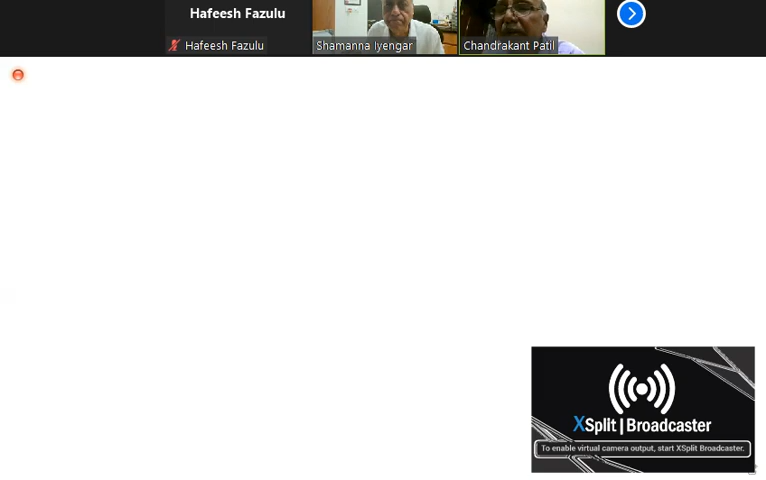 Hafeesh Fazulu
Hafeesh Fazulu
Shamanna Iyengar
Chandrakant Patil
XSplit | Broadcaster
To enable virtual camera output, start XSplit Broadcaster.